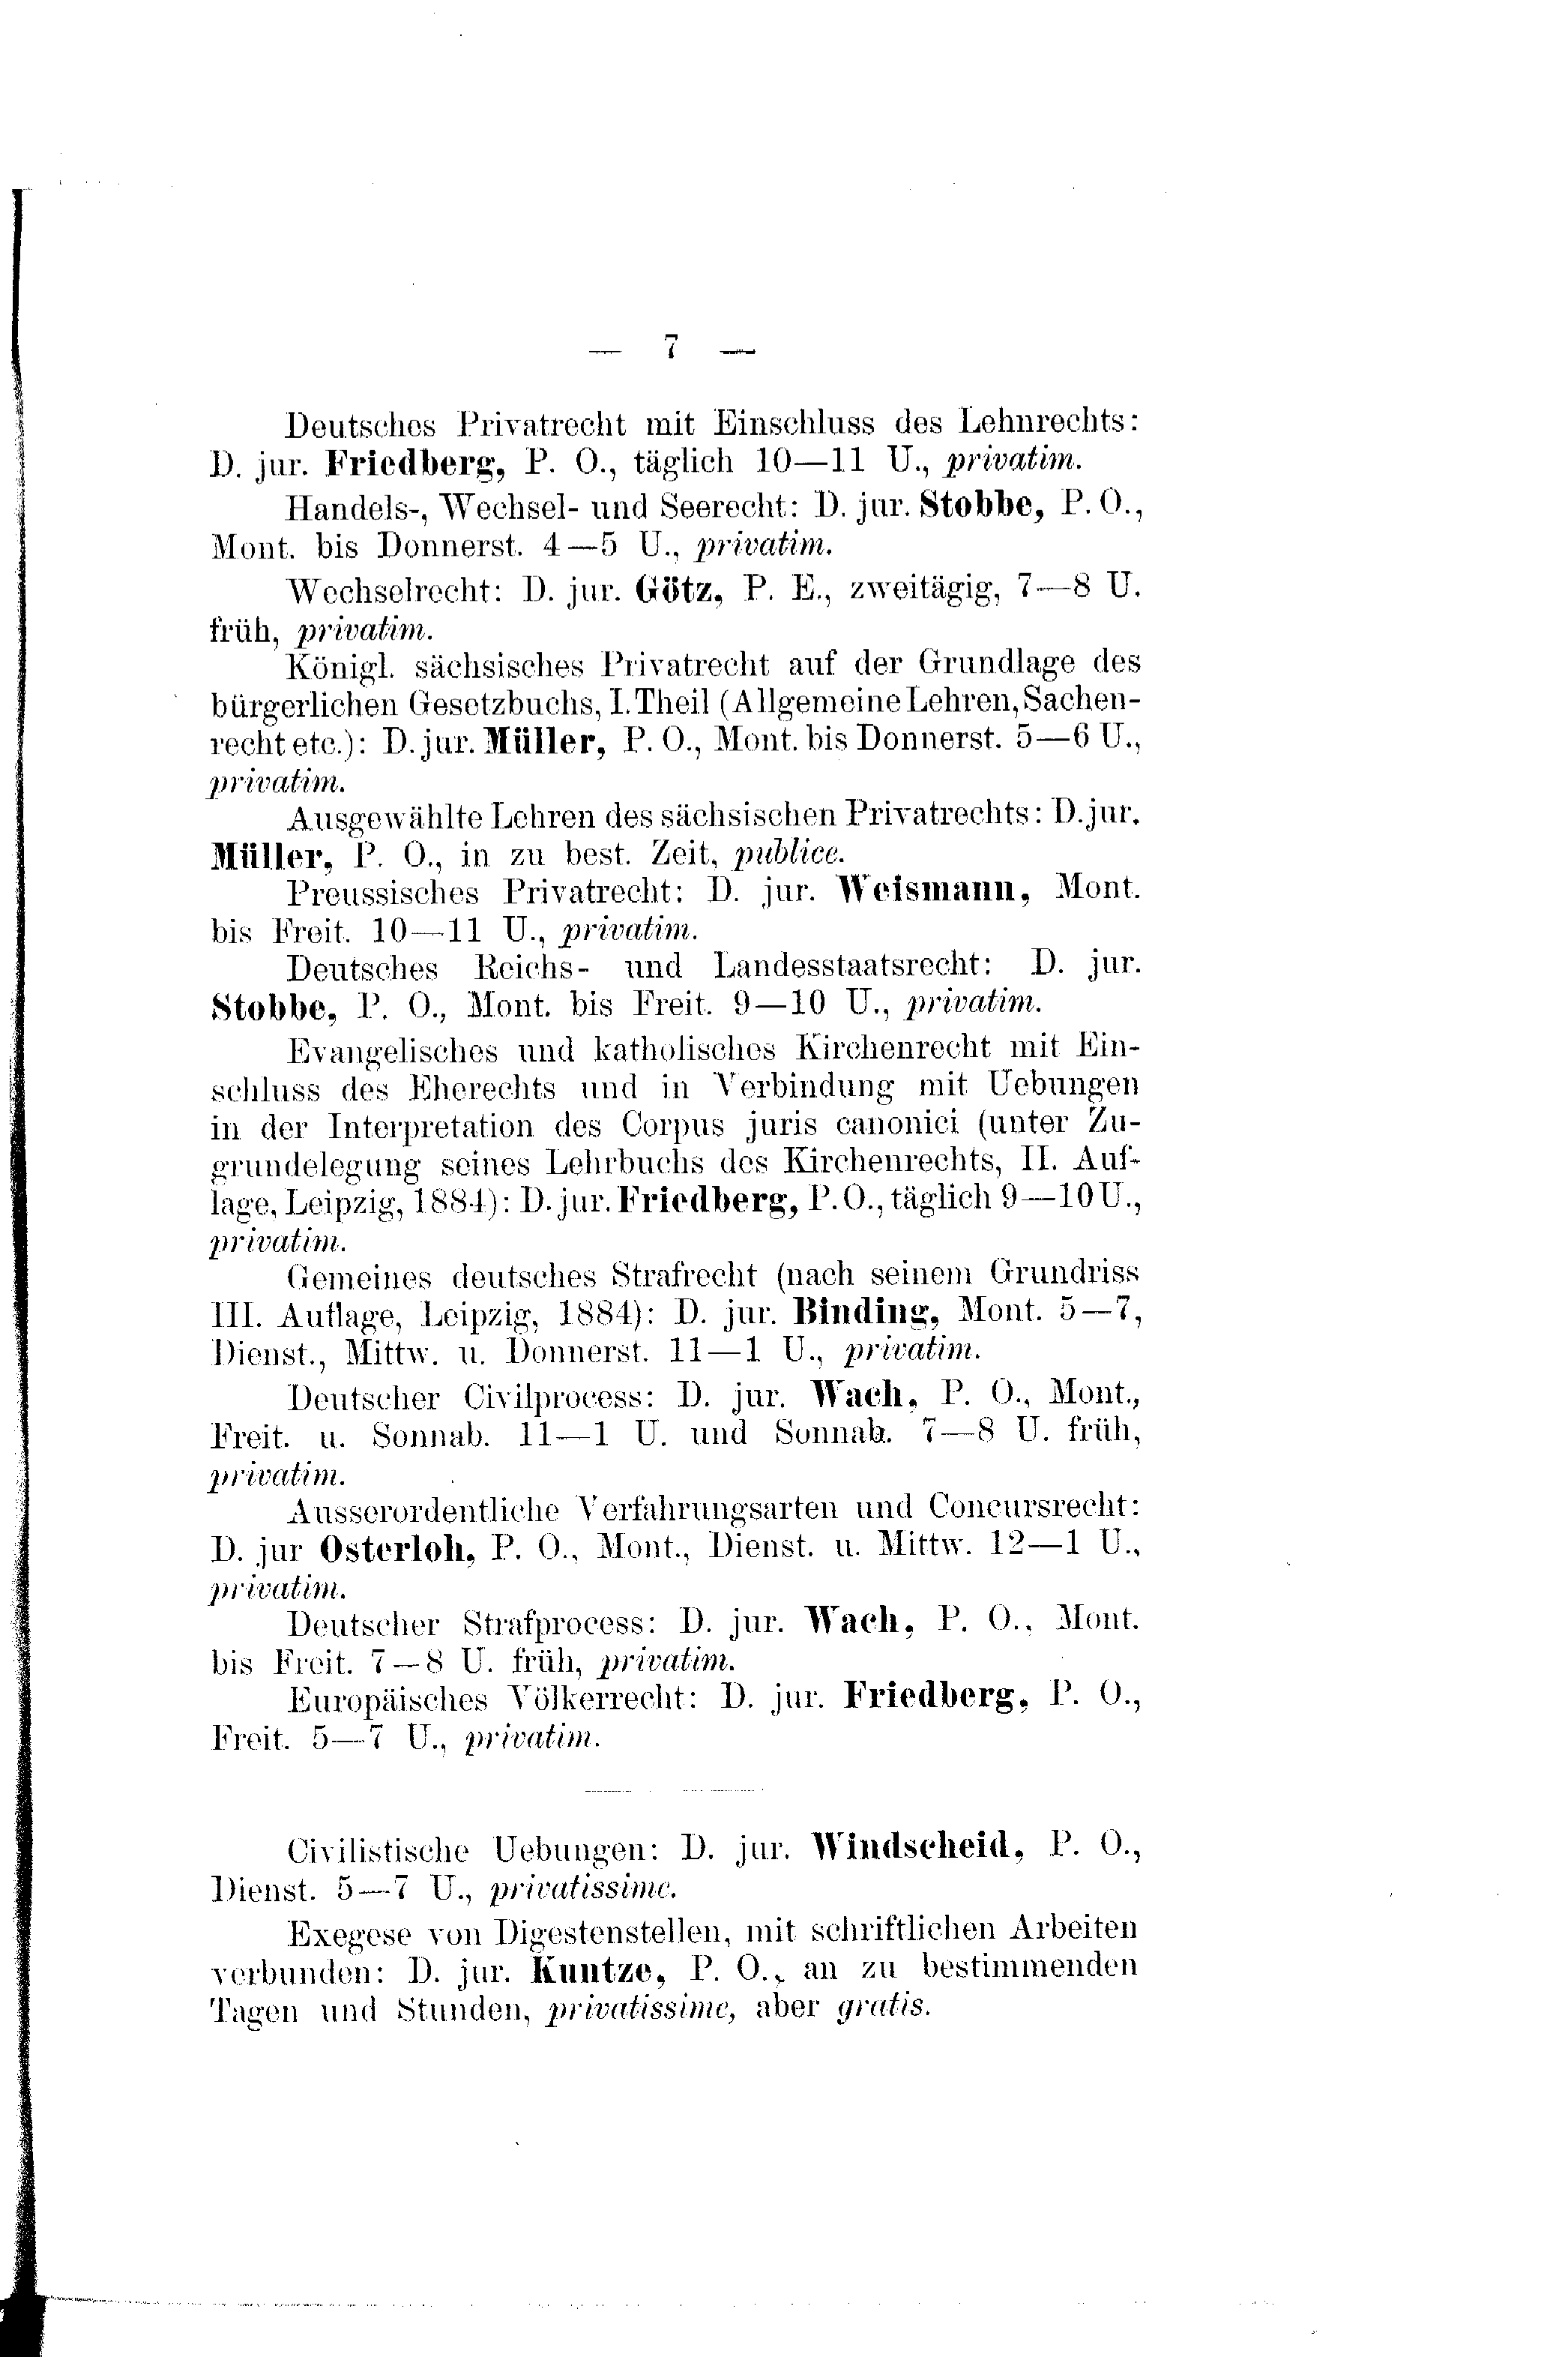 — 7 —
Deutsches Privatrecht mit Einschluss des Lehnrechts:
D. jur. Friedberg, P. O., täglich 10—11 U., privatim.
Handels-, Wechsel- und Seerecht: D. jur. Stobbe, P. O.,
Mont. bis Donnerst. 4—5 U., privatim.
Wechselrecht: D. jur. Götz, P. E., zweitägig, 7—8 U.
früh, privatim.
Königl. sächsisches Privatrecht auf der Grundlage des
bürgerlichen Gesetzbuchs, I. Theil (Allgemeine Lehren, Sachen-
recht etc.): D. jur. Müller, P. O., Mont. bis Donnerst. 5—6 U.,
privatim.
Ausgewählte Lehren des sächsischen Privatrechts: D. jur.
Müller, P. O., in zu best. Zeit, publice.
Preussisches Privatrecht: D. jur. Weismann, Mont.
bis Freit. 10—11 U., privatim.
Deutsches Reichs- und Landesstaatsrecht: D. jur.
Stobbe, P. O., Mont. bis Freit. 9—10 U., privatim.
Evangelisches und katholisches Kirchenrecht mit Ein-
schluss des Eherechts und in Verbindung mit Uebungen
in der Interpretation des Corpus juris canonici (unter Zu-
grundelegung seines Lehrbuchs des Kirchenrechts, II. Auf-
lage, Leipzig, 1884): D. jur. Friedberg, P. O., täglich 9—10 U.,
privatim.
Gemeines deutsches Strafrecht (nach seinem Grundriss
III. Auflage, Leipzig, 1884): D. jur. Binding, Mont. 5—7,
Dienst., Mittw. u. Donnerst. 11—1 U., privatim.
Deutscher Civilprocess: D. jur. Wach, P. O., Mont.,
Freit. u. Sonnab. 11—1 U. und Sonnab. 7—8 U. früh,
privatim.
Ausserordentliche Verfahrungsarten und Concursrecht:
D. jur Osterloh, P. O., Mont., Dienst. u. Mittw. 12—1 U.,
privatim.
Deutscher Strafprocess: D. jur. Wach, P. O., Mont.
bis Freit. 7—8 U. früh, privatim.
Europäisches Völkerrecht: D. jur. Friedberg, P. O.,
Freit. 5—7 U., privatim.
Civilistische Uebungen: D. jur. Windscheid, P. O.,
Dienst. 5—7 U., privatissime.
Exegese von Digestenstellen, mit schriftlichen Arbeiten
verbunden: D. jur. Kuntze, P. O., an zu bestimmenden
Tagen und Stunden, privatissime, aber gratis.